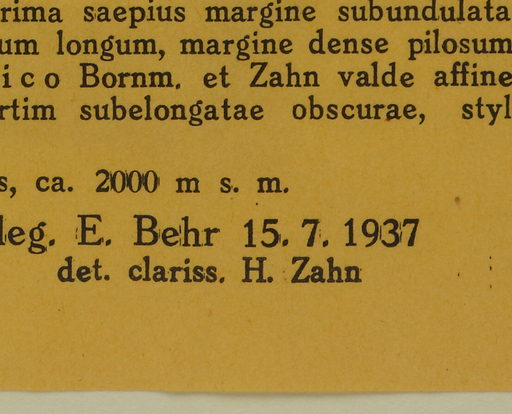 rima saepius margine subundulata
um longum, margine dense pilosum
ico Bornm. et Zahn valde affine
rtim subelongatae obscurae, styl
s, ca. 2000 m s. m.
leg. E. Behr 15. 7. 1937
det. clariss. H. Zahn